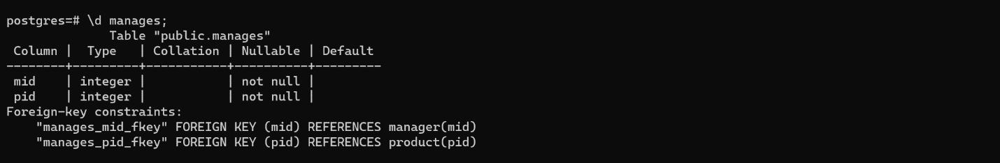 postgres=# \d manages;
               Table "public.manages"
 Column |  Type   | Collation | Nullable | Default
--------+---------+-----------+----------+---------
 mid    | integer |           | not null |
 pid    | integer |           | not null |
Foreign-key constraints:
    "manages_mid_fkey" FOREIGN KEY (mid) REFERENCES manager(mid)
    "manages_pid_fkey" FOREIGN KEY (pid) REFERENCES product(pid)